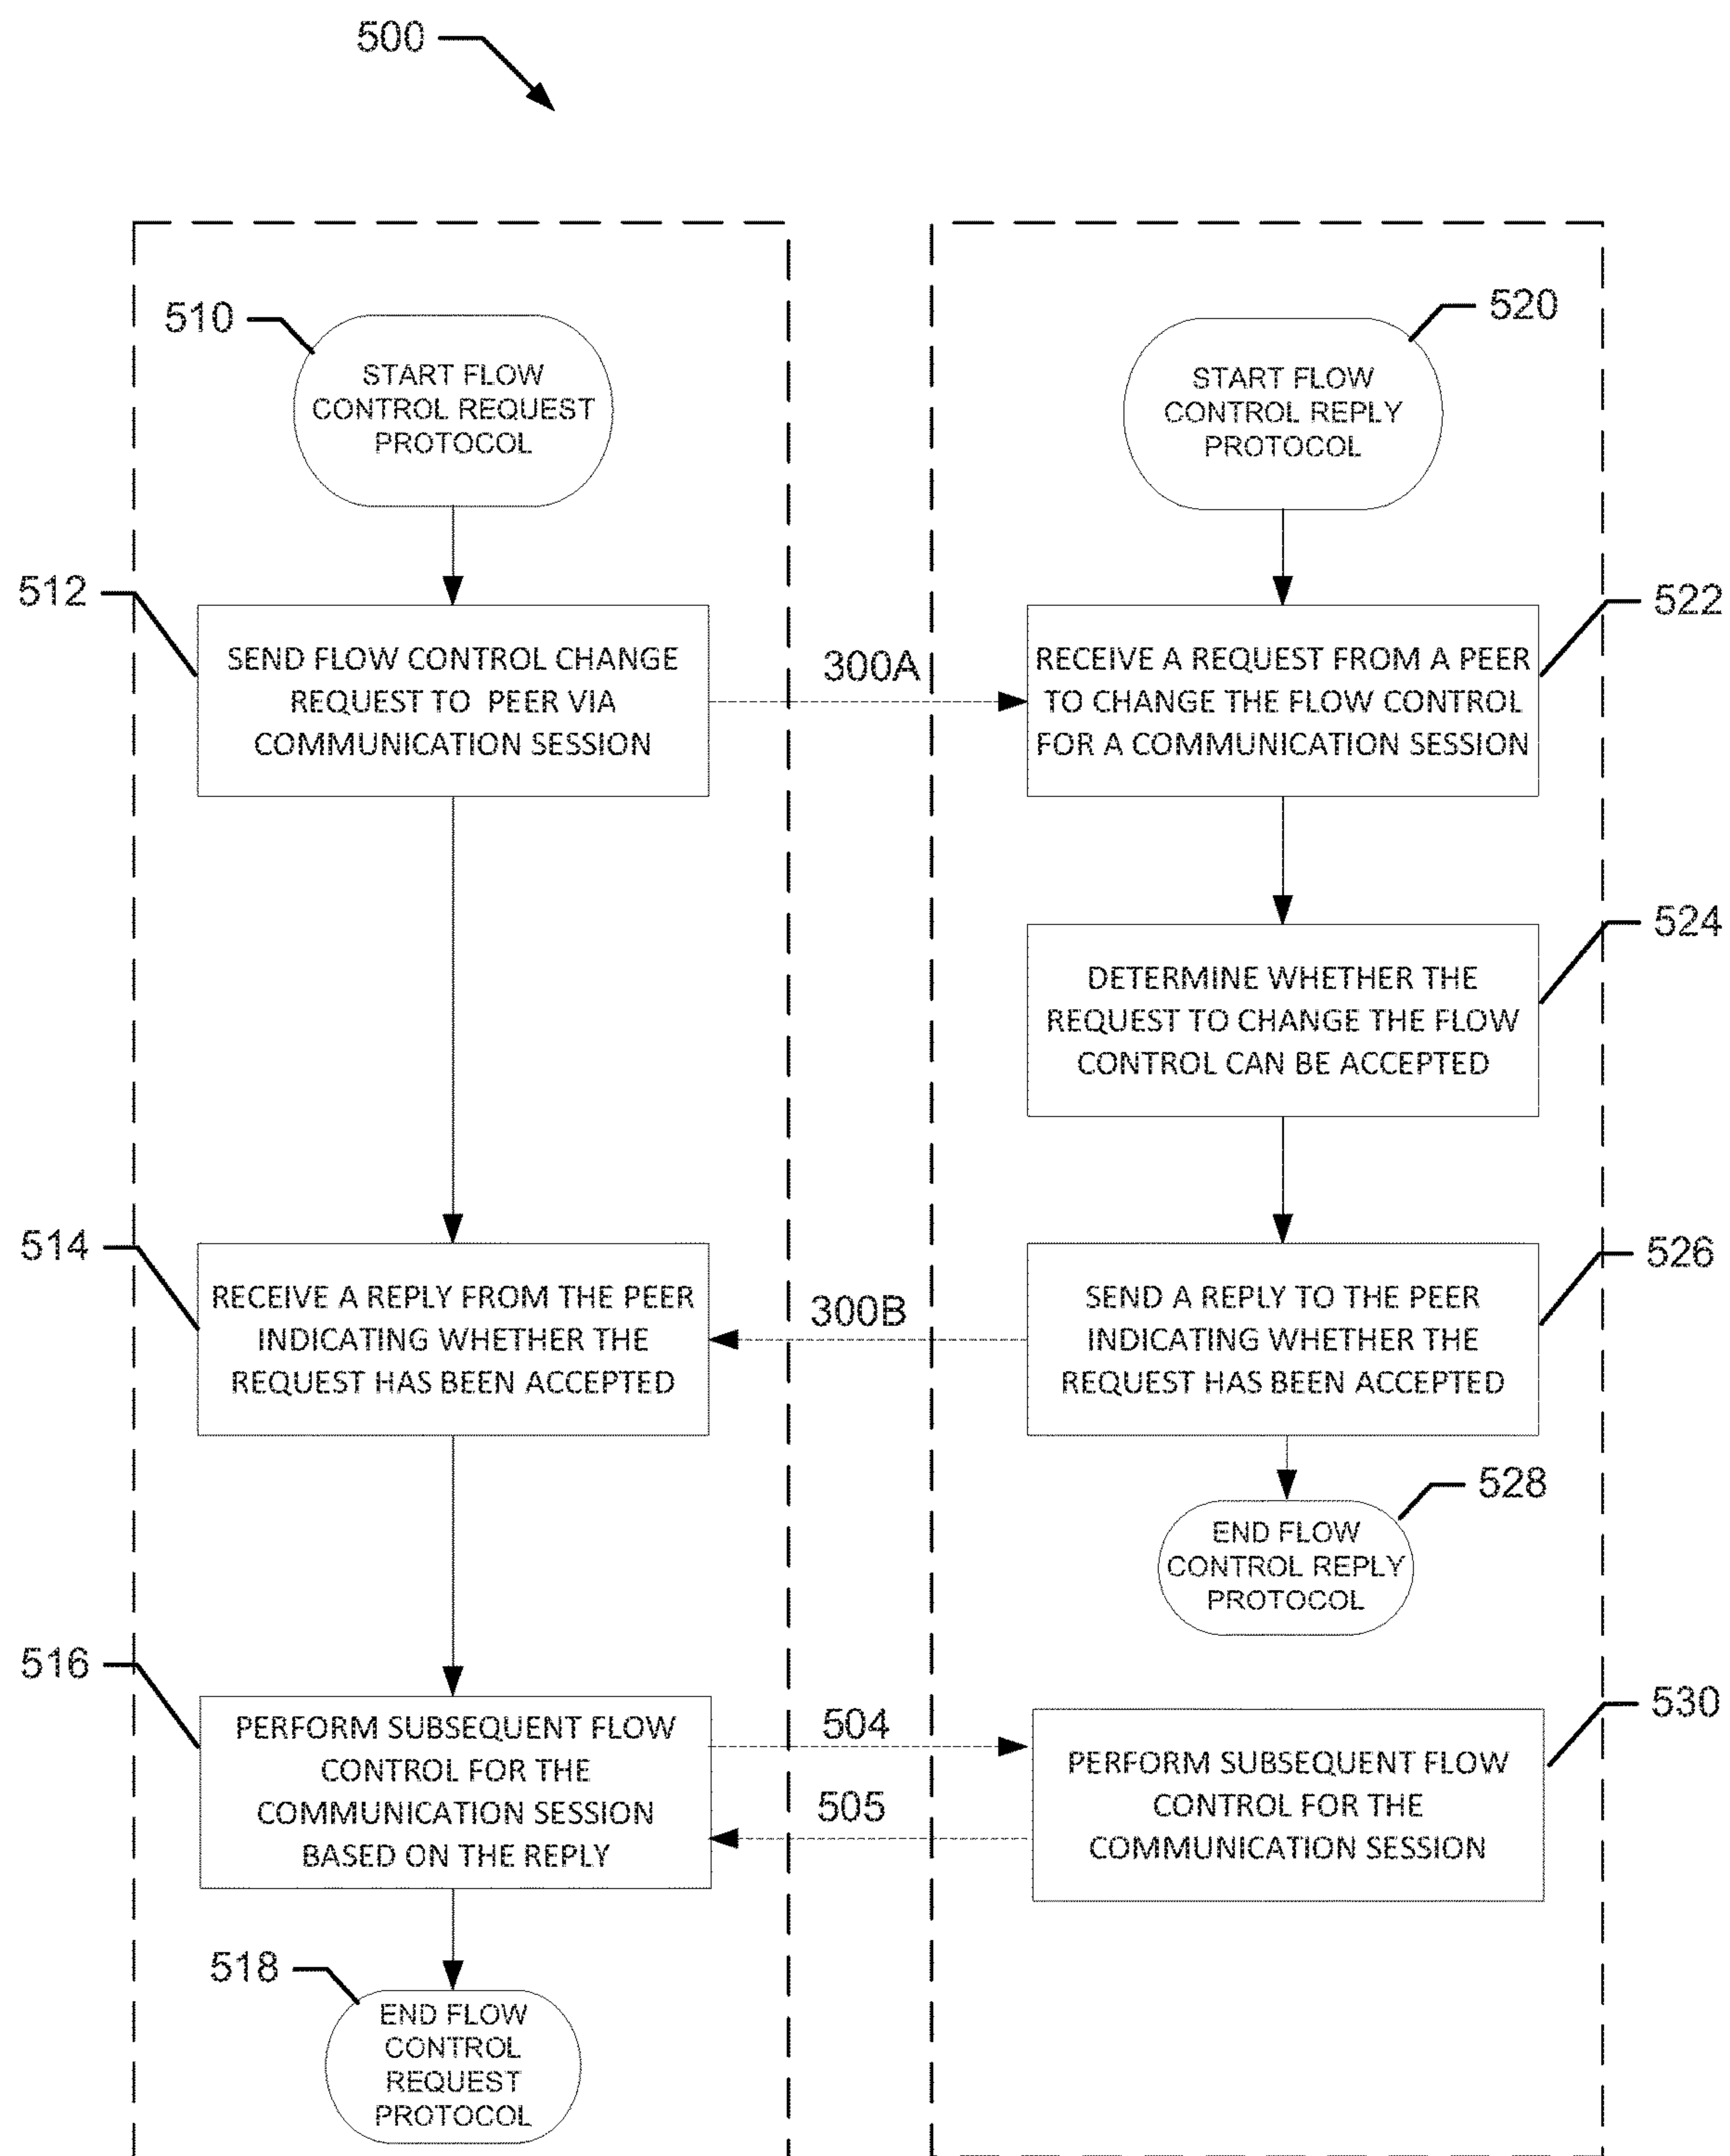 500
510
START FLOW
CONTROL REQUEST
PROTOCOL
520
START FLOW
CONTROL REPLY
PROTOCOL
512
SEND FLOW CONTROL CHANGE
REQUEST TO PEER VIA
COMMUNICATION SESSION
300A
522
RECEIVE A REQUEST FROM A PEER
TO CHANGE THE FLOW CONTROL
FOR A COMMUNICATION SESSION
524
DETERMINE WHETHER THE
REQUEST TO CHANGE THE FLOW
CONTROL CAN BE ACCEPTED
514
RECEIVE A REPLY FROM THE PEER
INDICATING WHETHER THE
REQUEST HAS BEEN ACCEPTED
300B
526
SEND A REPLY TO THE PEER
INDICATING WHETHER THE
REQUEST HAS BEEN ACCEPTED
528
END FLOW
CONTROL REPLY
PROTOCOL
516
PERFORM SUBSEQUENT FLOW
CONTROL FOR THE
COMMUNICATION SESSION
BASED ON THE REPLY
504
505
530
PERFORM SUBSEQUENT FLOW
CONTROL FOR THE
COMMUNICATION SESSION
518
END FLOW
CONTROL
REQUEST
PROTOCOL